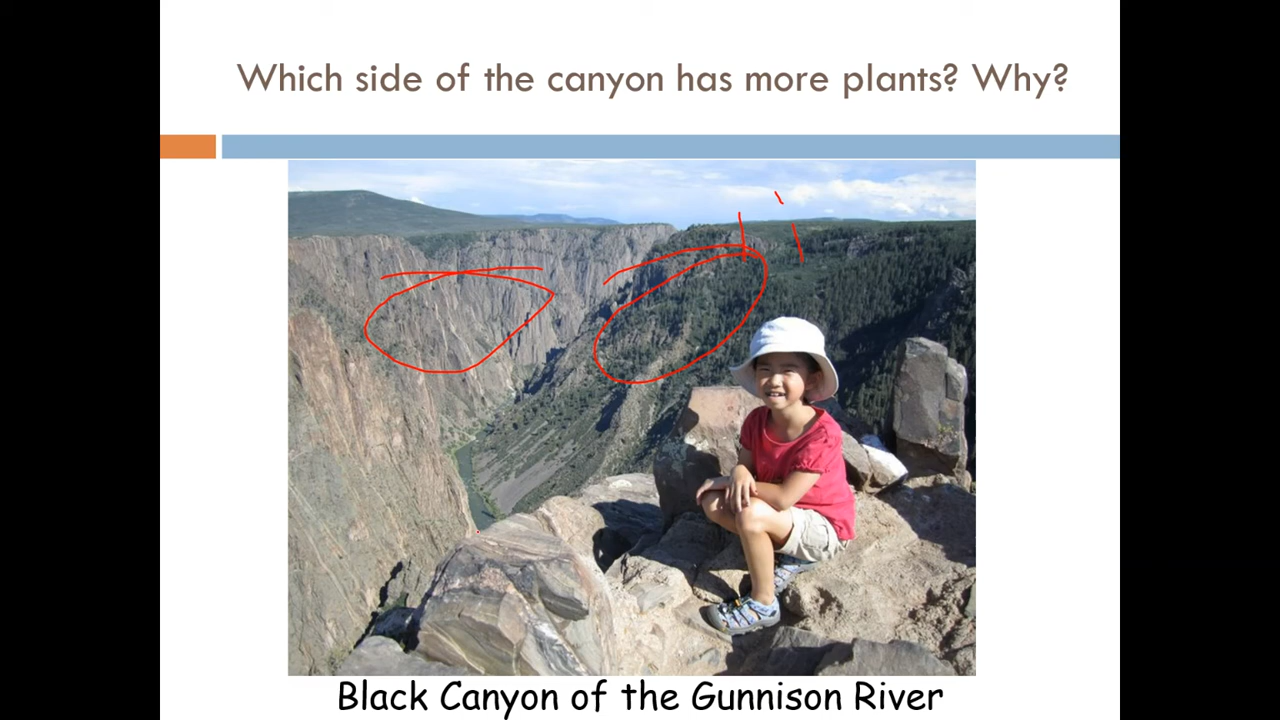 Which side of the canyon has more plants? Why?
Black Canyon of the Gunnison River